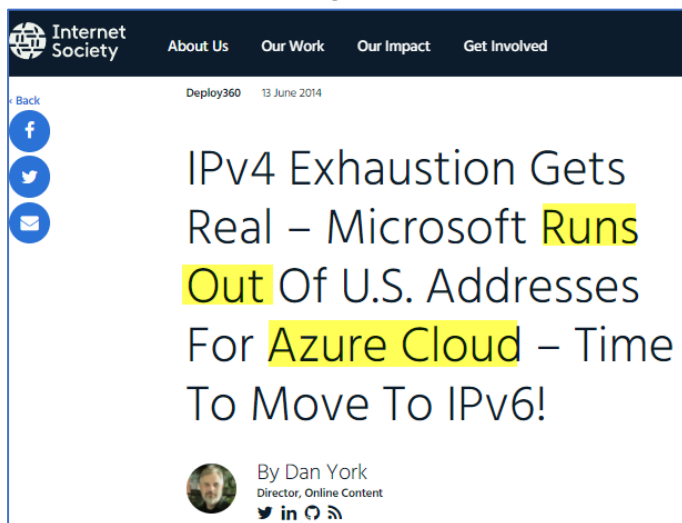 Internet
Society
About Us
Our Work
Our Impact
Get Involved
‹ Back
Deploy360
13 June 2014
IPv4 Exhaustion Gets
Real – Microsoft Runs
Out Of U.S. Addresses
For Azure Cloud – Time
To Move To IPv6!
By Dan York
Director, Online Content